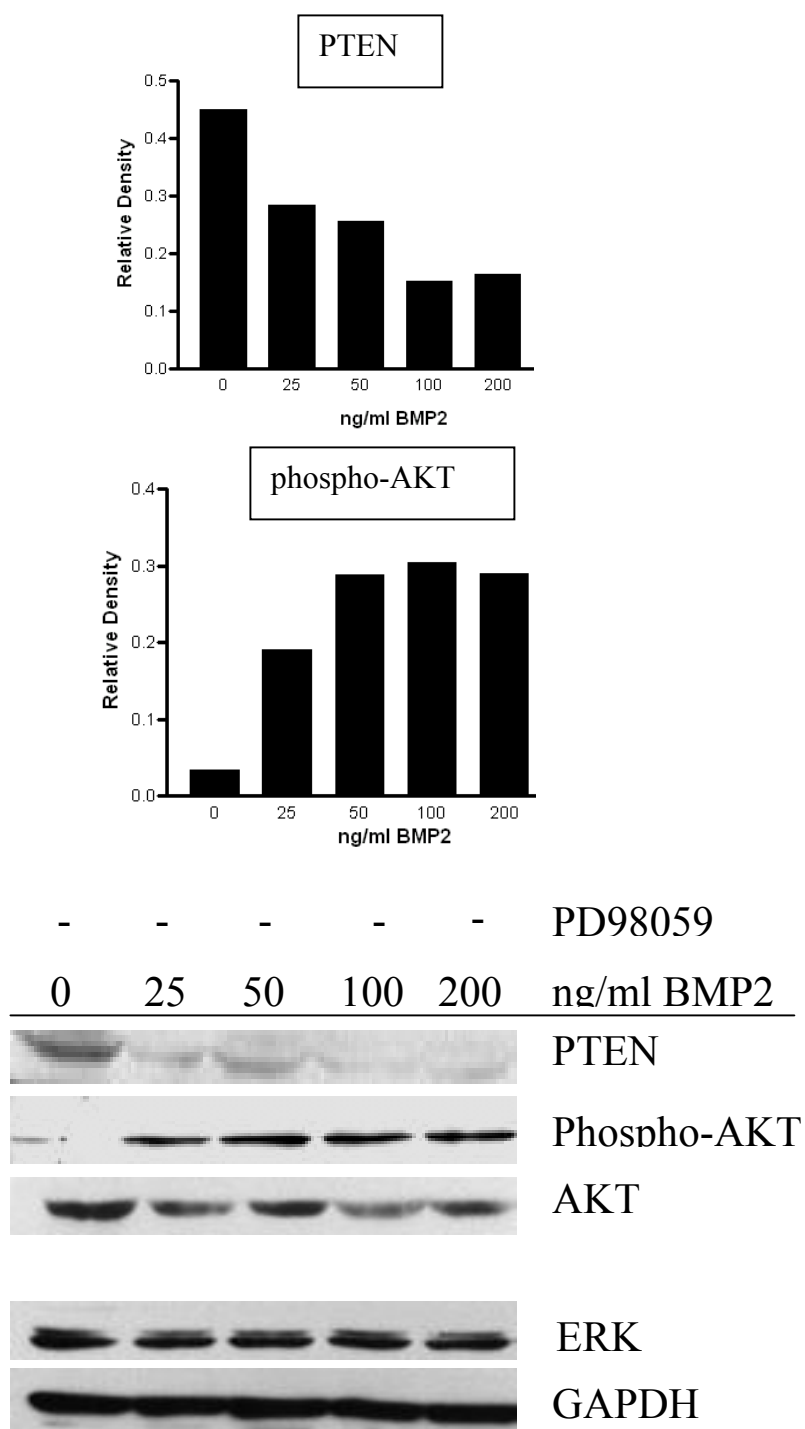 PTEN
0.5
0.4
0.3
0.2
0.1
0.0
Relative Density
0 25 50 100 200
ng/ml BMP2
phospho-AKT
0.4
0.3
0.2
0.1
0.0
Relative Density
0 25 50 100 200
ng/ml BMP2
- - - - - PD98059
0 25 50 100 200 ng/ml BMP2
PTEN
Phospho-AKT
AKT
ERK
GAPDH